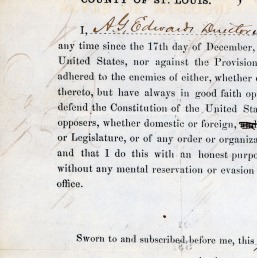 COUNTY OF ST. LOUIS.
I, A G Edwards Director
any time since the 17th day of December,
United States, nor against the Provision
adhered to the enemies of either, whether
thereto, but have always in good faith op
defend the Constitution of the United Stat
opposers, whether domestic or foreign,
or Legislature, or of any order or organiza
and that I do this with an honest purpo
without any mental reservation or evasion
office.
Sworn to and subscribed before me, this